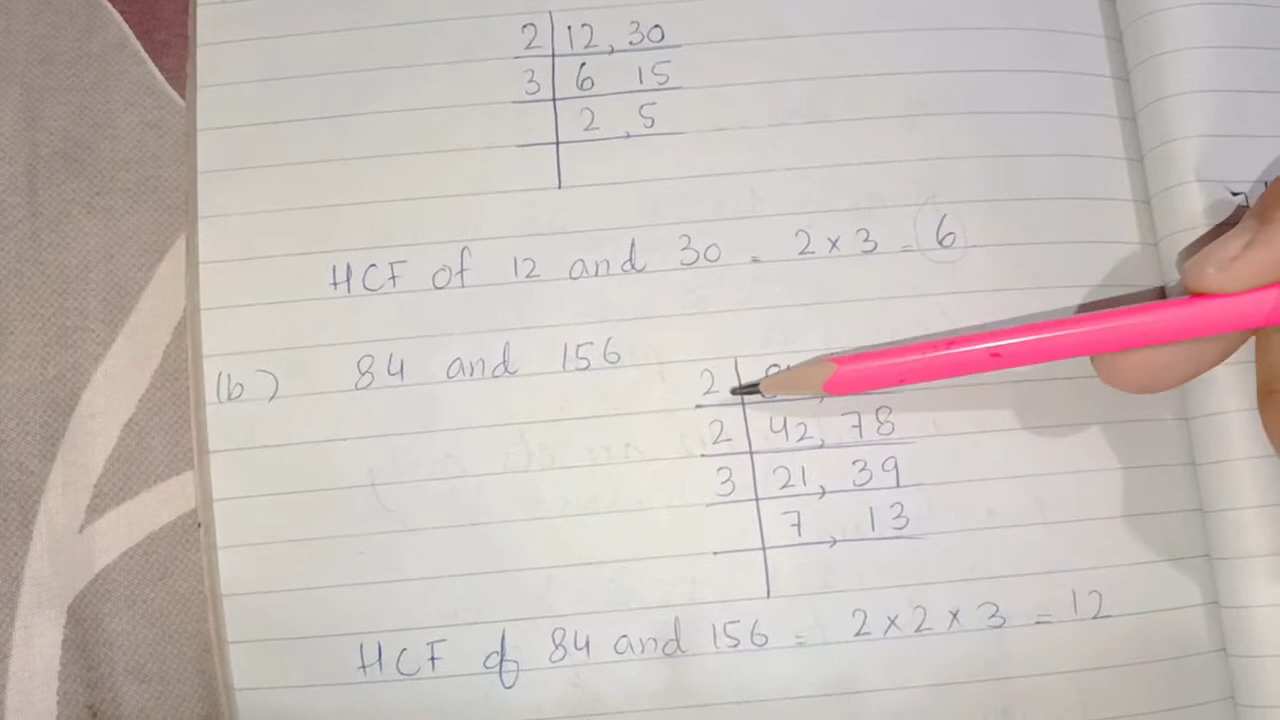 2 12, 30
3 6 15
2, 5
HCF of 12 and 30 = 2 × 3 = 6
(b) 84 and 156
2
2 42, 78
3 21, 39
7, 13
HCF of 84 and 156 = 2 × 2 × 3 = 12